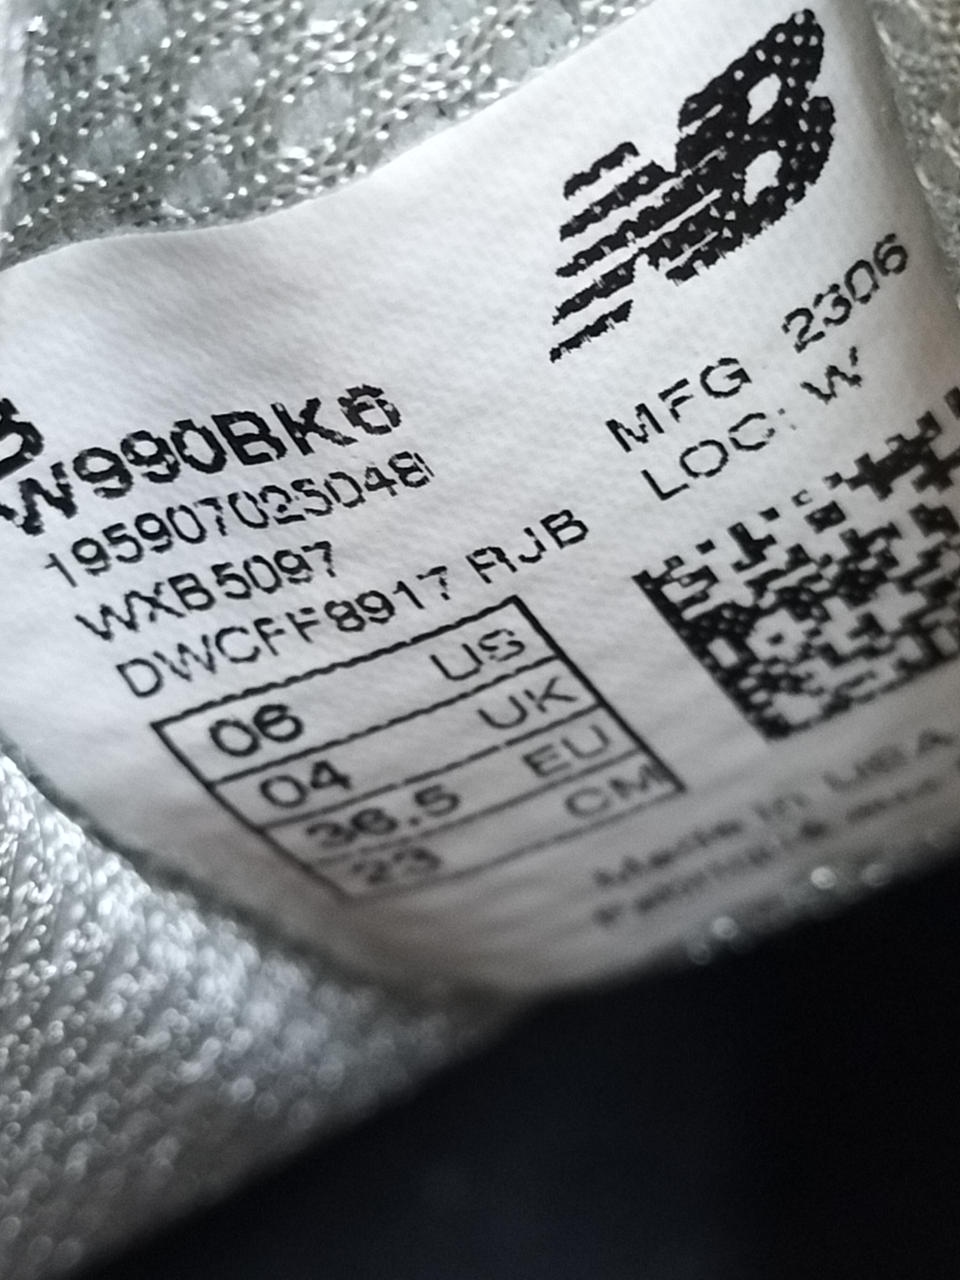 NB
MFG 2306
LOC: W
B
W990BK6
195907025048
WXB5097
DWCFF8917 RJB
06 US
04 UK
36.5 EU
23 CM
Made in USA